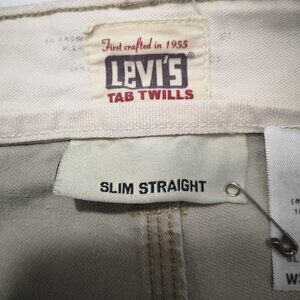 First crafted in 1955
LEVI'S®
TAB TWILLS
SLIM STRAIGHT